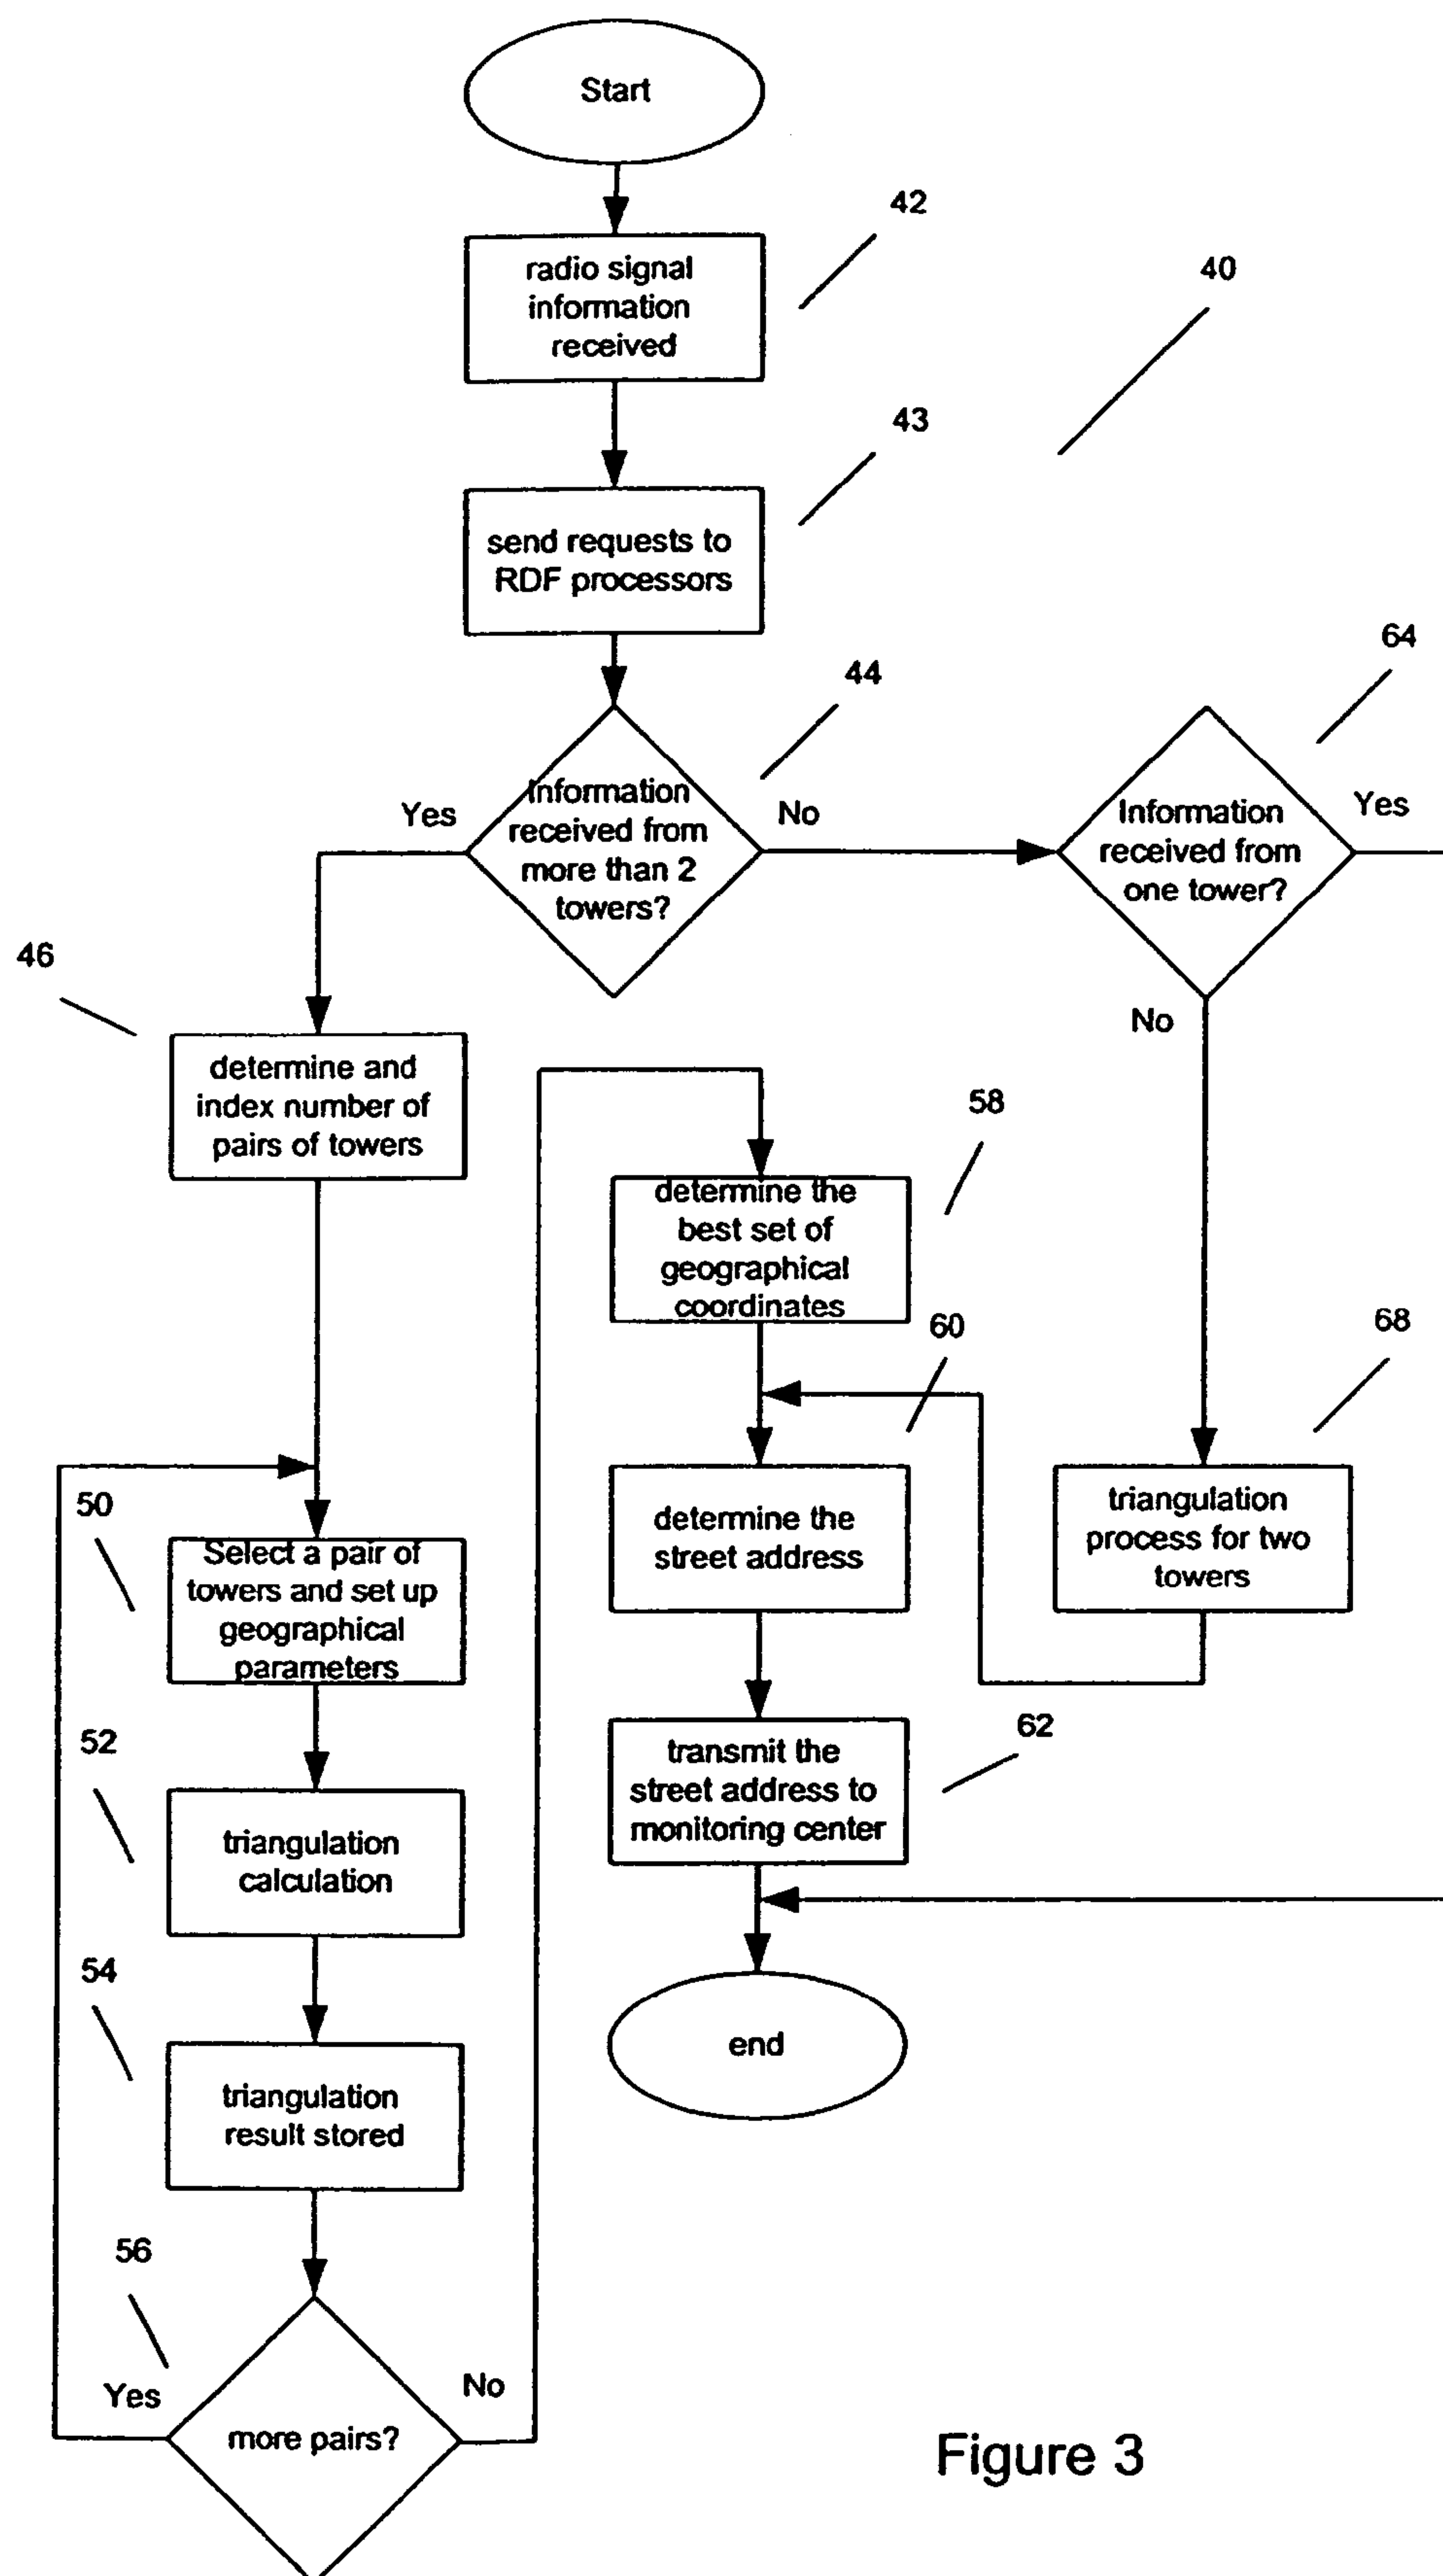 Start
42
radio signal
information
received
40
43
send requests to
RDF processors
44
64
Information
received from
more than 2
towers?
Yes
No
Information
received from
one tower?
Yes
No
46
determine and
index number of
pairs of towers
58
determine the
best set of
geographical
coordinates
60
68
determine the
street address
triangulation
process for two
towers
50
Select a pair of
towers and set up
geographical
parameters
62
transmit the
street address to
monitoring center
52
triangulation
calculation
54
triangulation
result stored
end
56
Yes
No
more pairs?
Figure 3